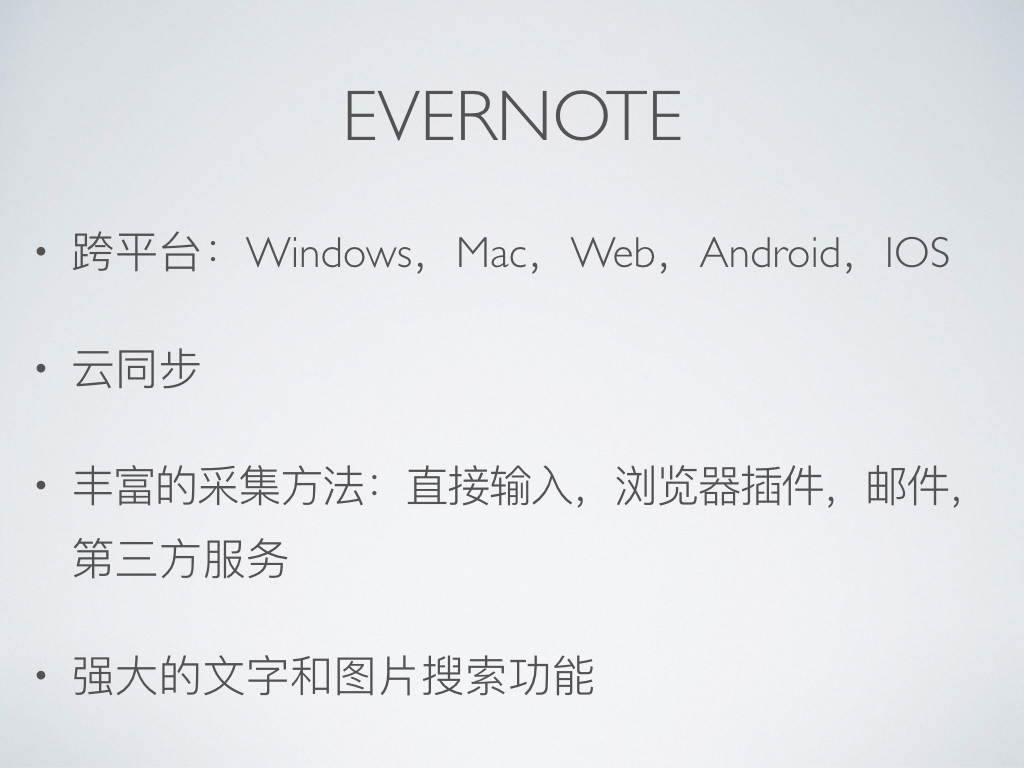 EVERNOTE
• 跨平台：Windows，Mac，Web，Android，IOS
• 云同步
• 丰富的采集方法：直接输入，浏览器插件，邮件，
第三方服务
• 强大的文字和图片搜索功能